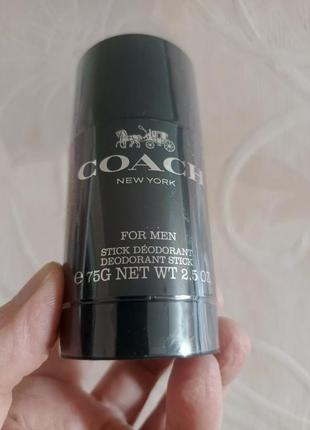 COACH
NEW YORK
FOR MEN
STICK DÉODORANT
DEODORANT STICK
℮ 75G NET WT 2.5 OZ